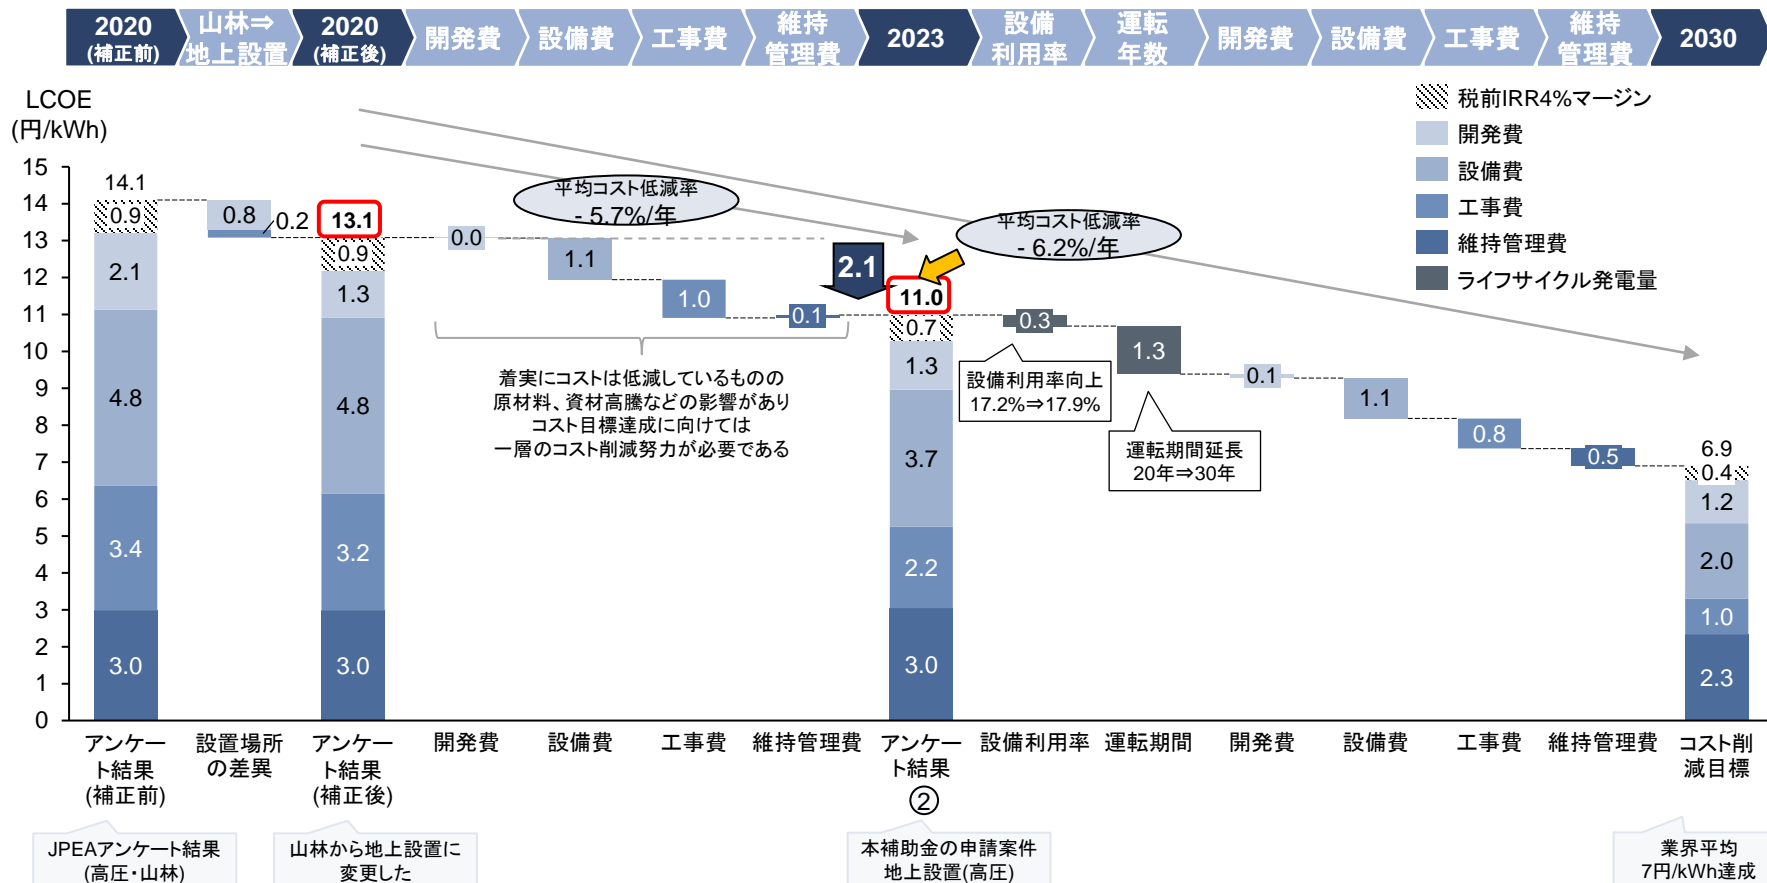 2020
(補正前)
山林⇒
地上設置
2020
(補正後)
開発費
設備費
工事費
維持
管理費
2023
設備
利用率
運転
年数
開発費
設備費
工事費
維持
管理費
2030
LCOE
(円/kWh)
税前IRR4%マージン
開発費
設備費
工事費
維持管理費
ライフサイクル発電量
15
14
13
12
11
10
9
8
7
6
5
4
3
2
1
0
14.1
0.9
2.1
4.8
3.4
3.0
0.8
0.2
13.1
0.9
1.3
4.8
3.2
3.0
0.0
1.1
1.0
0.1
平均コスト低減率
- 5.7%/年
2.1
平均コスト低減率
- 6.2%/年
着実にコストは低減しているものの
原材料、資材高騰などの影響があり
コスト目標達成に向けては
一層のコスト削減努力が必要である
11.0
0.7
1.3
3.7
2.2
3.0
0.3
設備利用率向上
17.2%⇒17.9%
1.3
運転期間延長
20年⇒30年
0.1
1.1
0.8
0.5
6.9
0.4
1.2
2.0
1.0
2.3
アンケー
ト結果
(補正前)
設置場所
の差異
アンケー
ト結果
(補正後)
開発費
設備費
工事費
維持管理費
アンケー
ト結果
②
設備利用率
運転期間
開発費
設備費
工事費
維持管理費
コスト削
減目標
JPEAアンケート結果
(高圧・山林)
山林から地上設置に
変更した
本補助金の申請案件
地上設置(高圧)
業界平均
7円/kWh達成